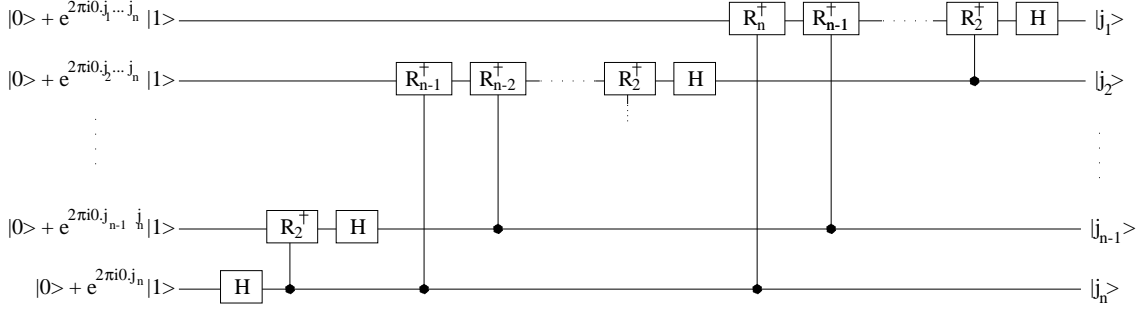 |0> + e^{2πi0.j_1... j_n} |1> R_n^† R_{n-1}^† R_2^† H |j_1>
|0> + e^{2πi0.j_2... j_n} |1> R_{n-1}^† R_{n-2}^† R_2^† H |j_2>
|0> + e^{2πi0.j_{n-1} j_n} |1> R_2^† H |j_{n-1}>
|0> + e^{2πi0.j_n} |1> H |j_n>